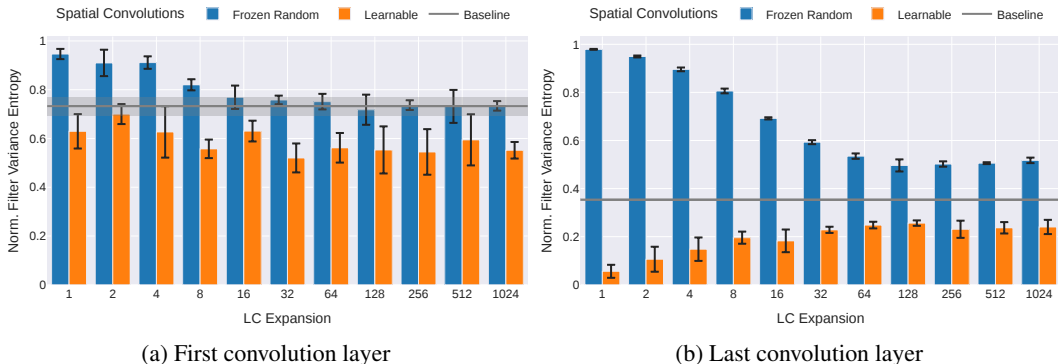 Spatial Convolutions Frozen Random Learnable Baseline
Norm. Filter Variance Entropy
1
0.8
0.6
0.4
0.2
0
1 2 4 8 16 32 64 128 256 512 1024
LC Expansion
(a) First convolution layer
Spatial Convolutions Frozen Random Learnable Baseline
Norm. Filter Variance Entropy
1
0.8
0.6
0.4
0.2
0
1 2 4 8 16 32 64 128 256 512 1024
LC Expansion
(b) Last convolution layer